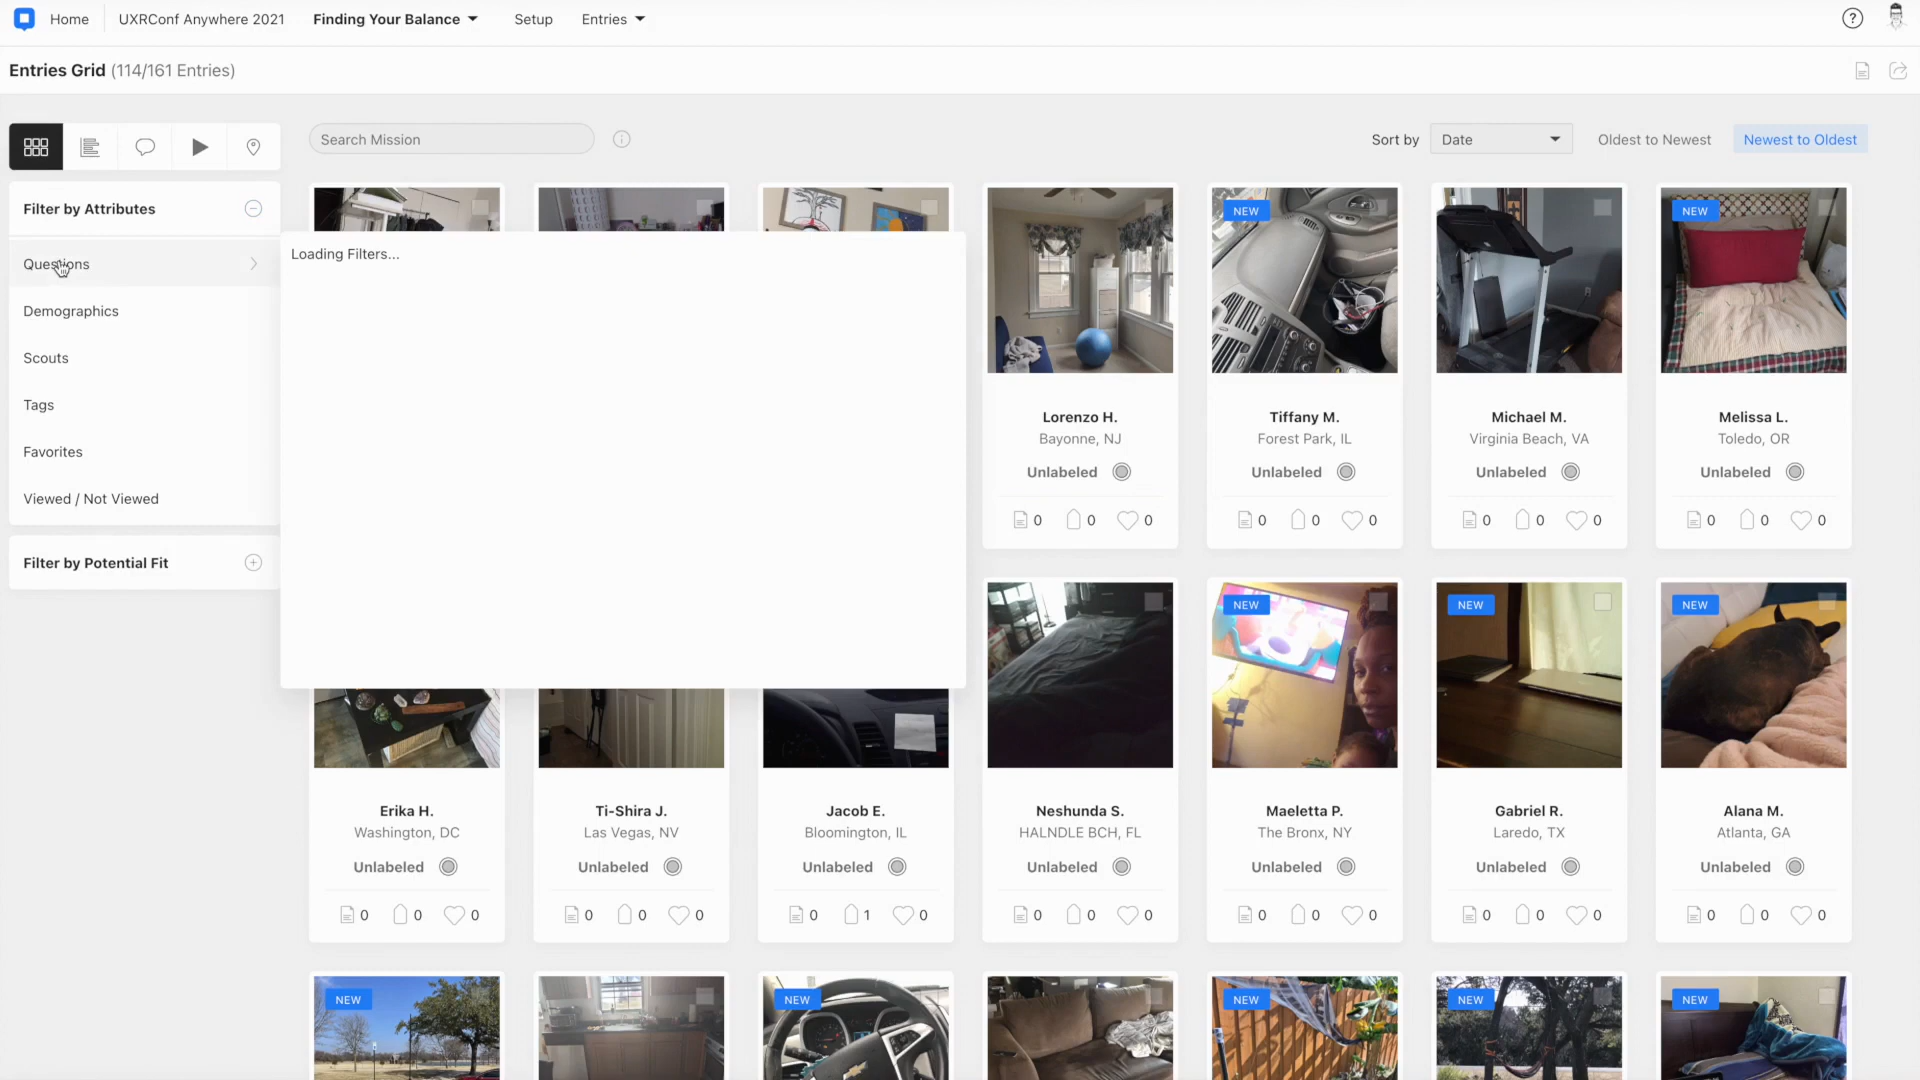 Home
UXRConf Anywhere 2021
Finding Your Balance
Setup
Entries
?
Entries Grid (114/161 Entries)
Search Mission
Sort by
Date
Oldest to Newest
Newest to Oldest
Filter by Attributes
Questions
Demographics
Scouts
Tags
Favorites
Viewed / Not Viewed
Filter by Potential Fit
Loading Filters...
NEW
NEW
Lorenzo H.
Bayonne, NJ
Unlabeled
0 0 0
Tiffany M.
Forest Park, IL
Unlabeled
0 0 0
Michael M.
Virginia Beach, VA
Unlabeled
0 0 0
Melissa L.
Toledo, OR
Unlabeled
0 0 0
NEW
NEW
NEW
Erika H.
Washington, DC
Unlabeled
0 0 0
Ti-Shira J.
Las Vegas, NV
Unlabeled
0 0 0
Jacob E.
Bloomington, IL
Unlabeled
0 1 0
Neshunda S.
HALNDLE BCH, FL
Unlabeled
0 0 0
Maeletta P.
The Bronx, NY
Unlabeled
0 0 0
Gabriel R.
Laredo, TX
Unlabeled
0 0 0
Alana M.
Atlanta, GA
Unlabeled
0 0 0
NEW
NEW
NEW
NEW
NEW